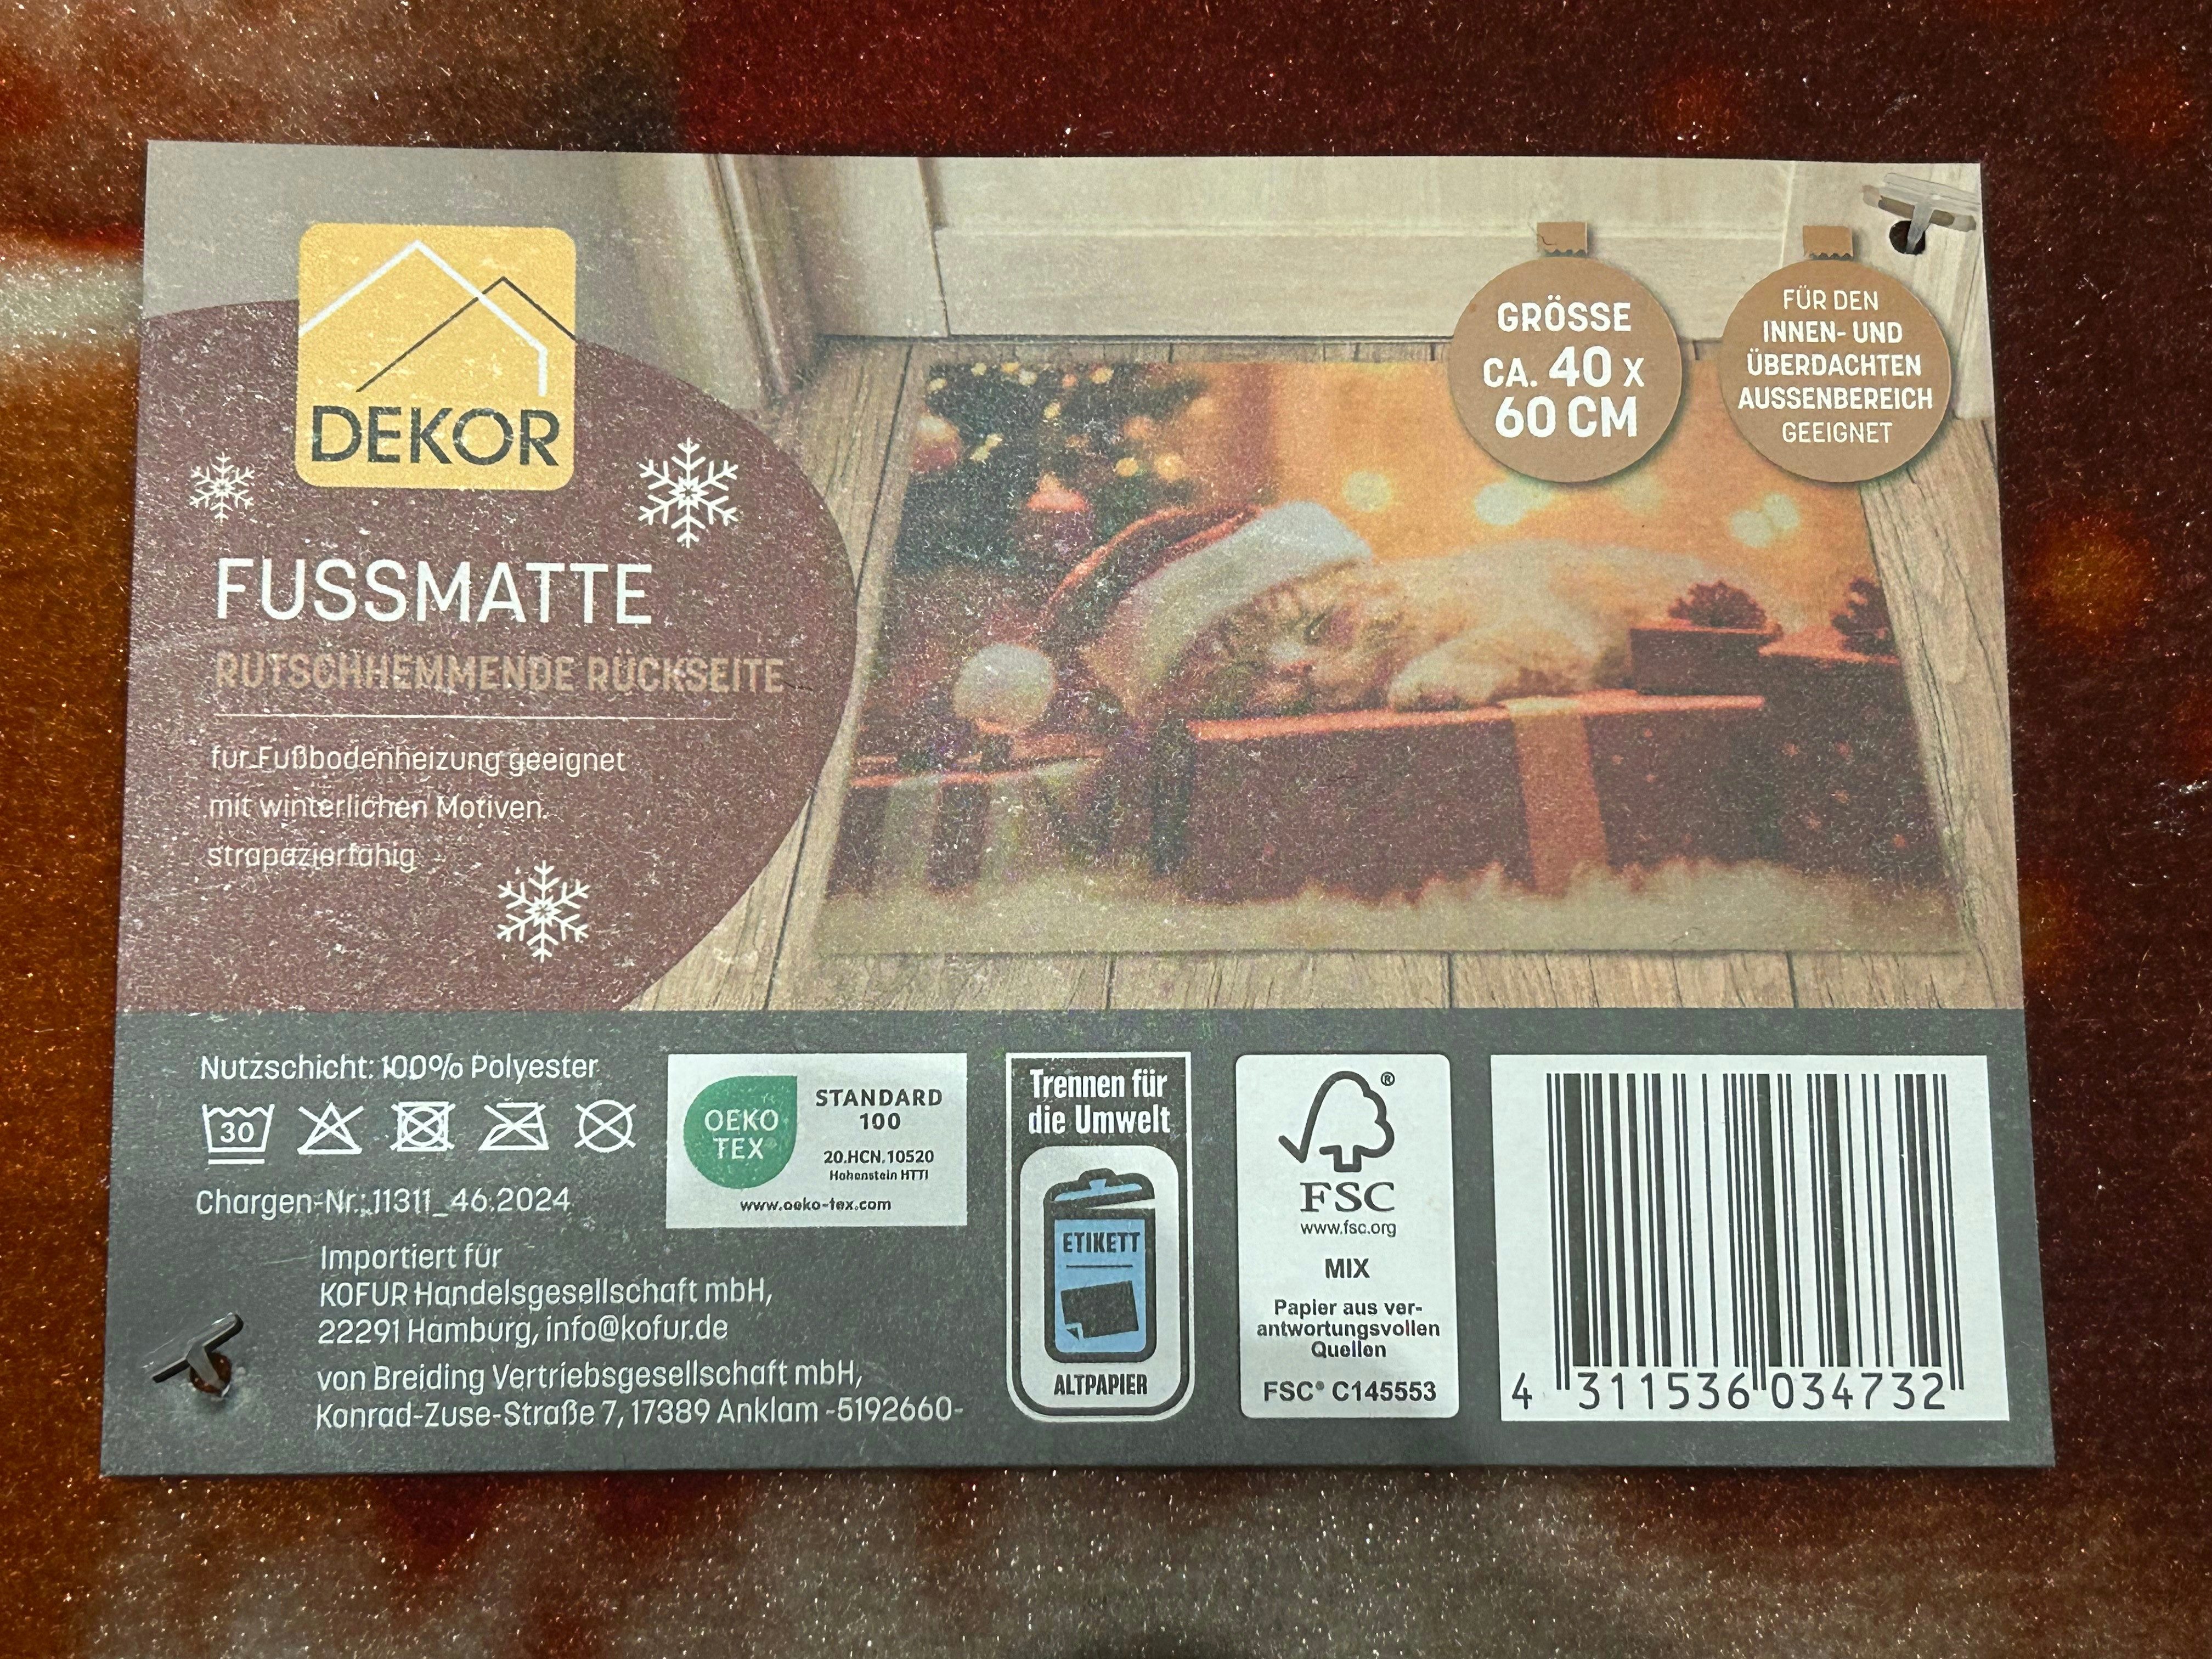 DEKOR
FUSSMATTE
RUTSCHHEMMENDE RÜCKSEITE
für Fußbodenheizung geeignet
mit winterlichen Motiven.
strapazierfähig
GRÖSSE
CA. 40 X
60 CM
FÜR DEN
INNEN- UND
ÜBERDACHTEN
AUSSENBEREICH
GEEIGNET
Nutzschicht: 100% Polyester
30
Chargen-Nr.: 11311_46.2024
Importiert für
KOFUR Handelsgesellschaft mbH,
22291 Hamburg, info@kofur.de
von Breiding Vertriebsgesellschaft mbH,
Konrad-Zuse-Straße 7, 17389 Anklam -5192660-
OEKO
TEX®
STANDARD
100
20.HCN.10520
Hohenstein HTTI
www.oeko-tex.com
Trennen für
die Umwelt
ETIKETT
ALTPAPIER
®
FSC
www.fsc.org
MIX
Papier aus ver-
antwortungsvollen
Quellen
FSC® C145553
4 311536 034732